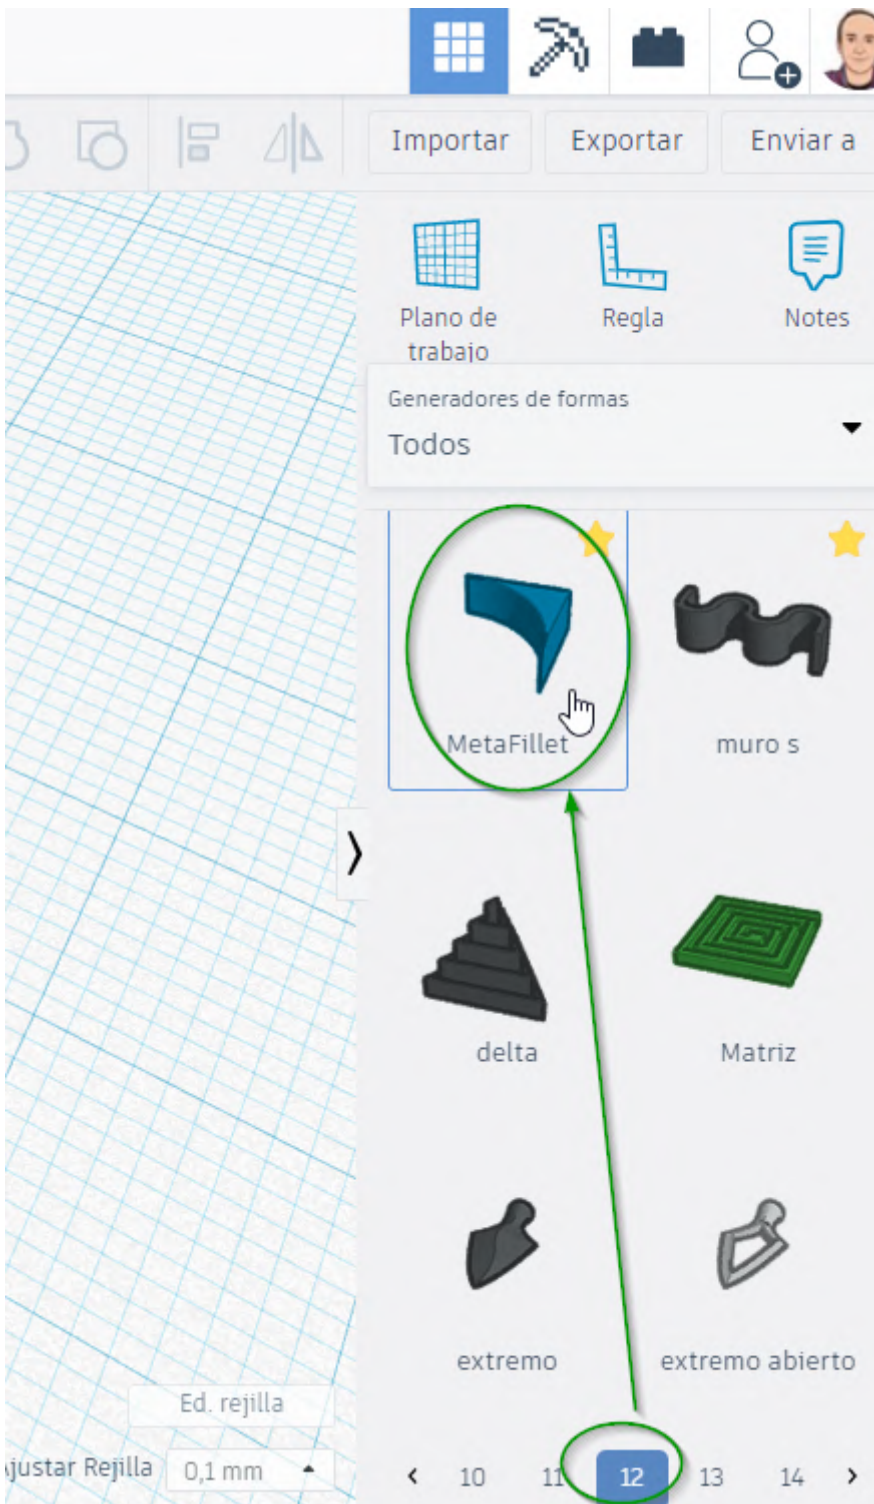 Importar Exportar Enviar a
Plano de
trabajo
Regla
Notes
Generadores de formas
Todos
MetaFillet
muro s
delta
Matriz
extremo
extremo abierto
Ed. rejilla
Ajustar Rejilla 0,1 mm
10 11 12 13 14